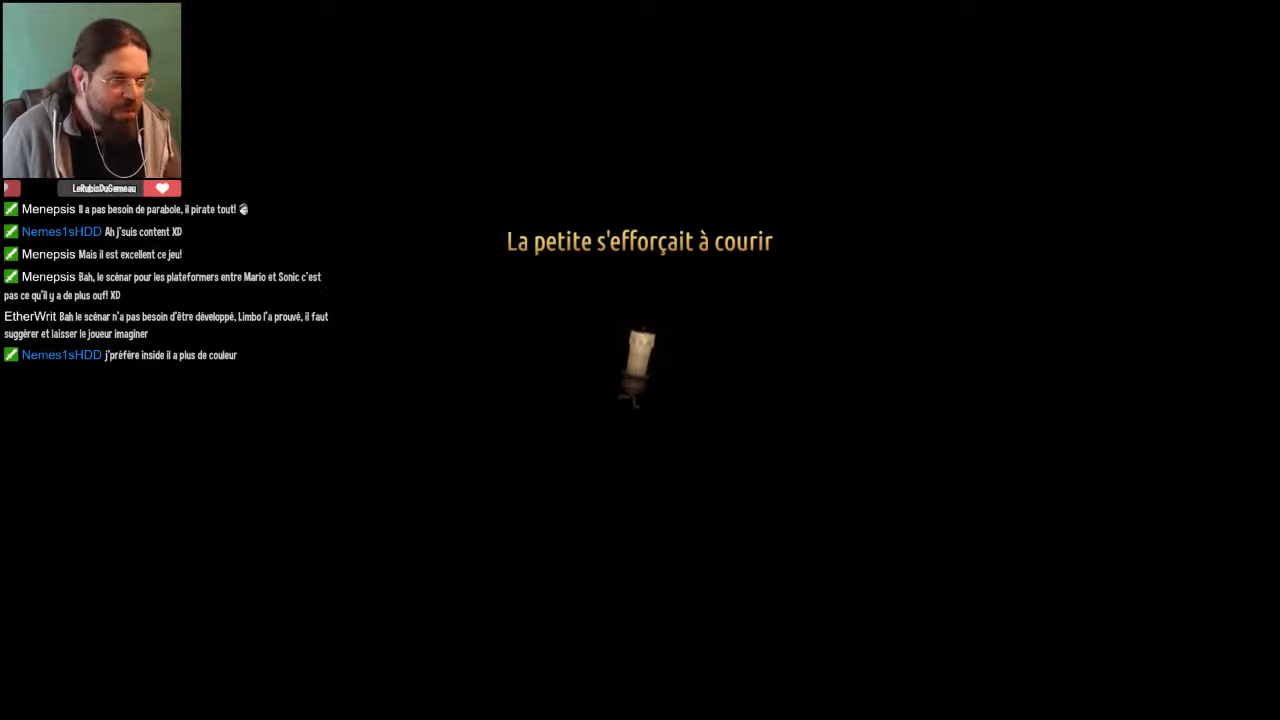 LeRubisDuGemeau
Menepsis Il a pas besoin de parabole, il pirate tout!
Nemes1sHDD Ah j'suis content XD
Menepsis Mais il est excellent ce jeu!
Menepsis Bah, le scénar pour les plateformers entre Mario et Sonic c'est
pas ce qu'il y a de plus ouf! XD
EtherWrit Bah le scénar n'a pas besoin d'être développé, Limbo l'a prouvé, il faut
suggérer et laisser le joueur imaginer
Nemes1sHDD j'préfère inside il a plus de couleur
La petite s'efforçait à courir